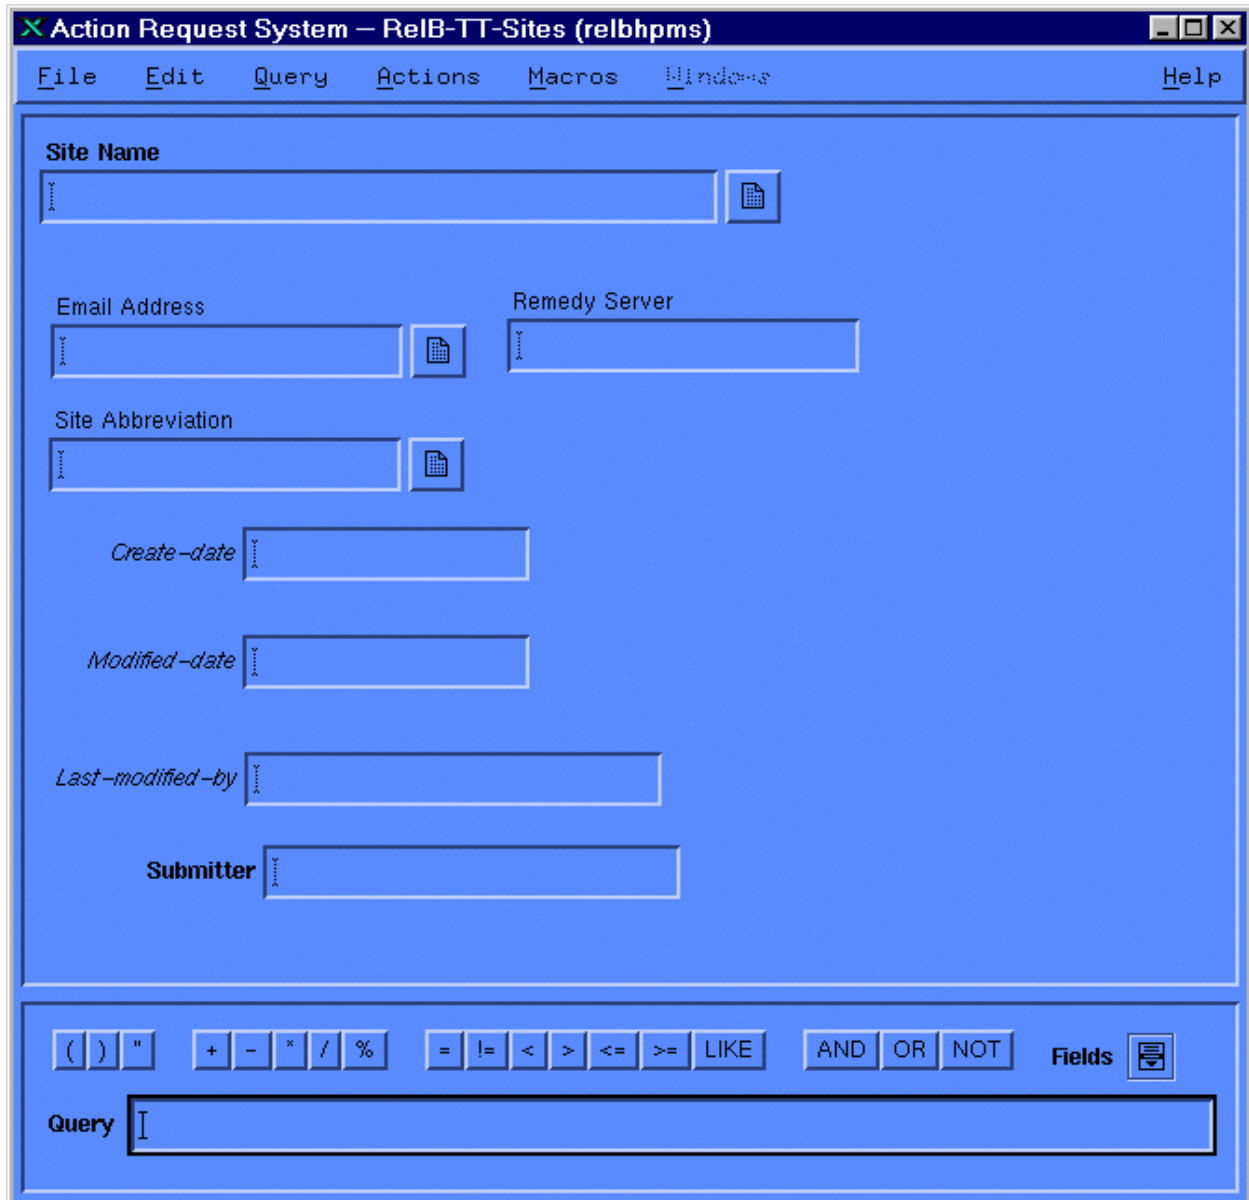 Action Request System – RelB-TT-Sites (relbhpms)
File Edit Query Actions Macros Windows Help
Site Name
Email Address Remedy Server
Site Abbreviation
Create-date
Modified-date
Last-modified-by
Submitter
( ) " + - * / % = != < > <= >= LIKE AND OR NOT Fields
Query